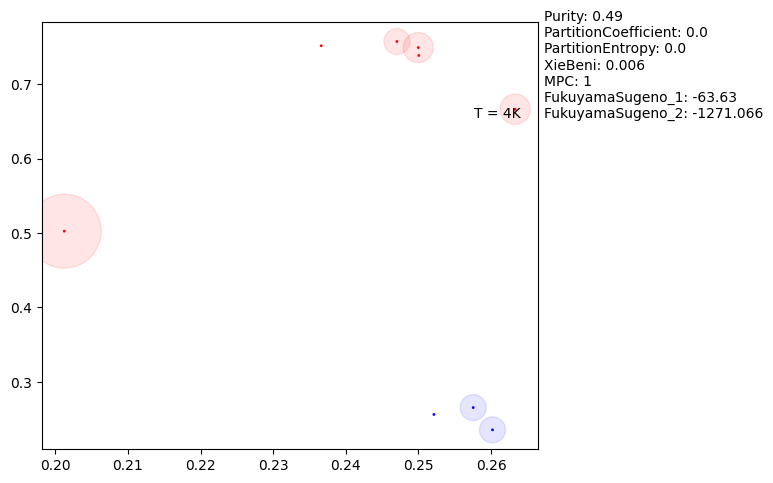 Purity: 0.49
PartitionCoefficient: 0.0
PartitionEntropy: 0.0
XieBeni: 0.006
MPC: 1
FukuyamaSugeno_1: -63.63
FukuyamaSugeno_2: -1271.066
T = 4K
0.7
0.6
0.5
0.4
0.3
0.20 0.21 0.22 0.23 0.24 0.25 0.26